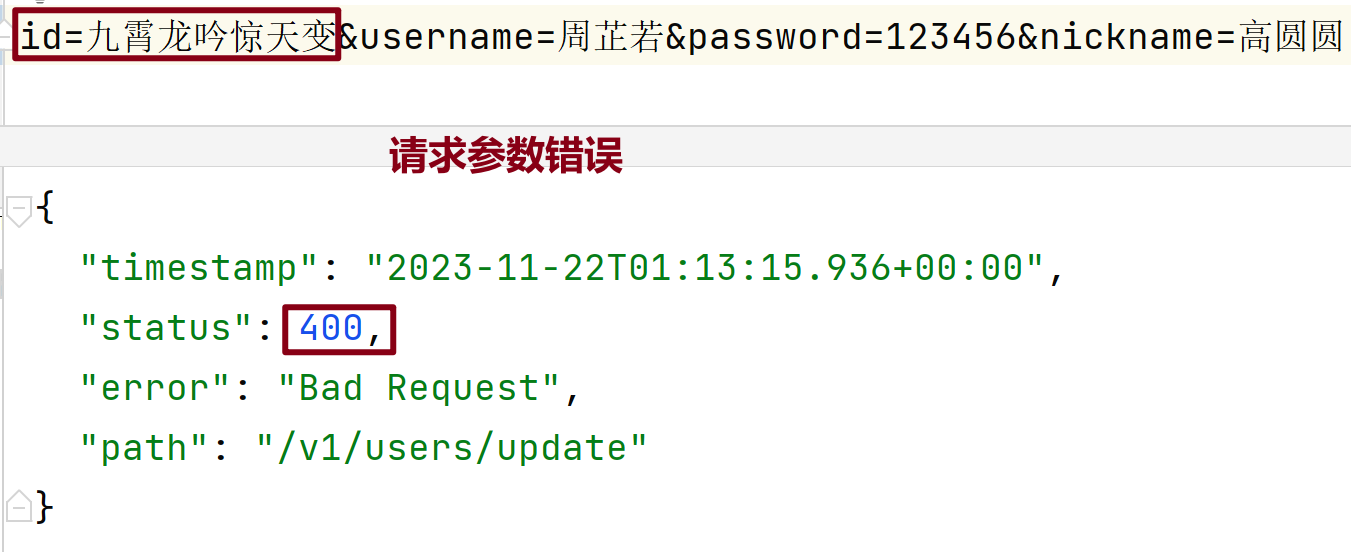 id=九霄龙吟惊天变&username=周芷若&password=123456&nickname=高圆圆
请求参数错误
{
"timestamp": "2023-11-22T01:13:15.936+00:00",
"status": 400,
"error": "Bad Request",
"path": "/v1/users/update"
}